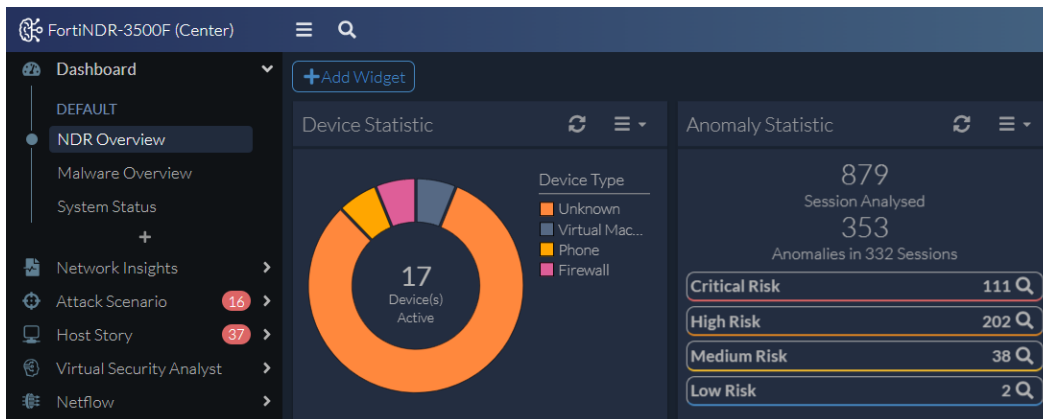 FortiNDR-3500F (Center)
Dashboard
DEFAULT
NDR Overview
Malware Overview
System Status
+
Network Insights
Attack Scenario 16
Host Story 37
Virtual Security Analyst
Netflow
+Add Widget
Device Statistic
Device Type
Unknown
Virtual Mac...
Phone
Firewall
17
Device(s)
Active
Anomaly Statistic
879
Session Analysed
353
Anomalies in 332 Sessions
Critical Risk 111
High Risk 202
Medium Risk 38
Low Risk 2